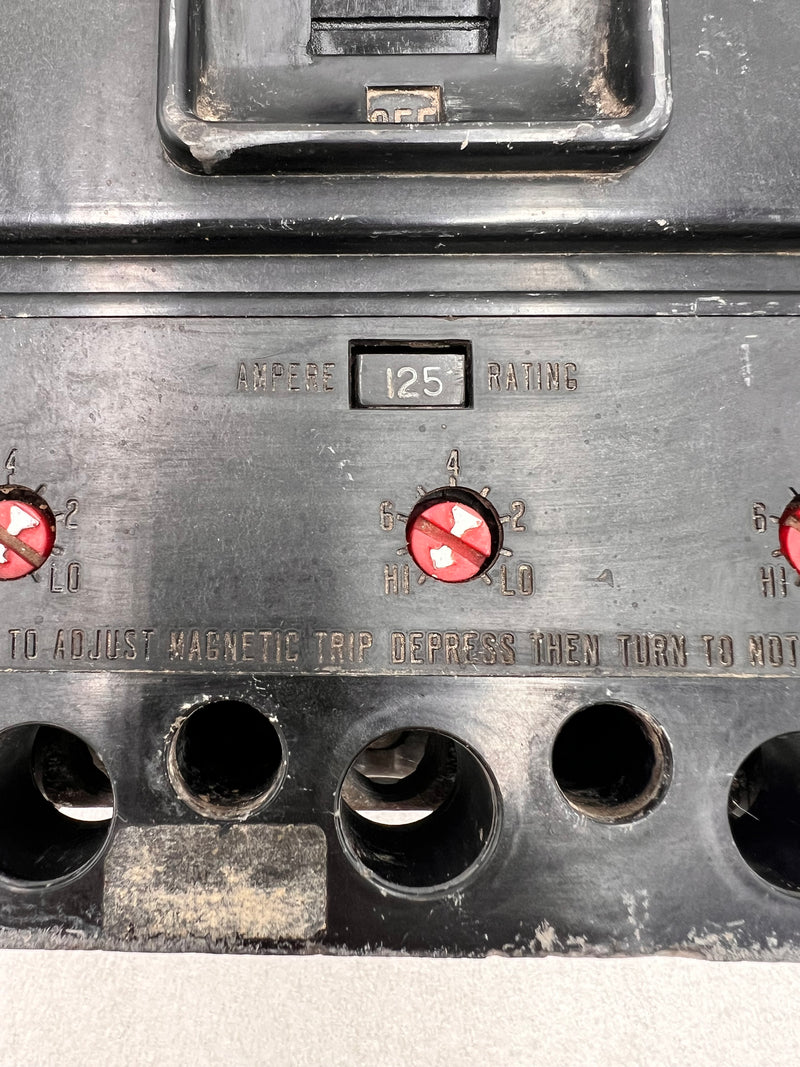 OFF
AMPERE 125 RATING
4 4
2 6 2 6
LO HI LO HI
TO ADJUST MAGNETIC TRIP DEPRESS THEN TURN TO NOT